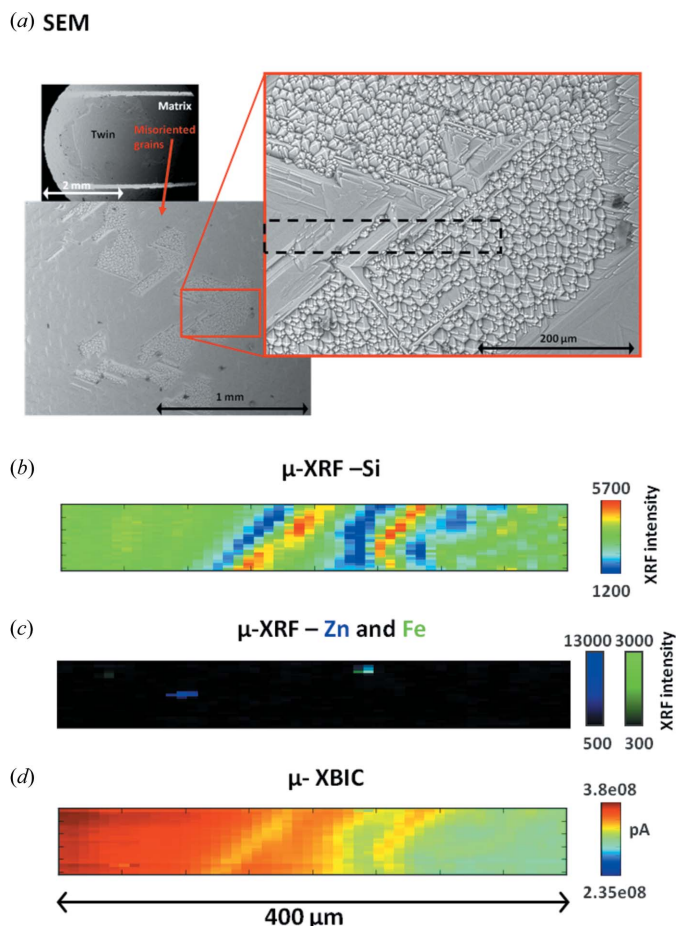 (a) SEM
Matrix
Twin
Misoriented
grains
2 mm
200 µm
1 mm
(b) µ-XRF –Si
5700
1200
XRF intensity
(c) µ-XRF – Zn and Fe
13000 3000
500 300
XRF intensity
(d) µ- XBIC
3.8e08
pA
2.35e08
400 µm